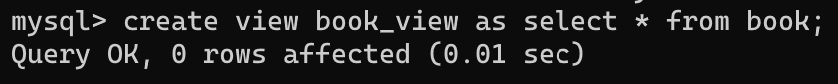 mysql> create view book_view as select * from book;
Query OK, 0 rows affected (0.01 sec)